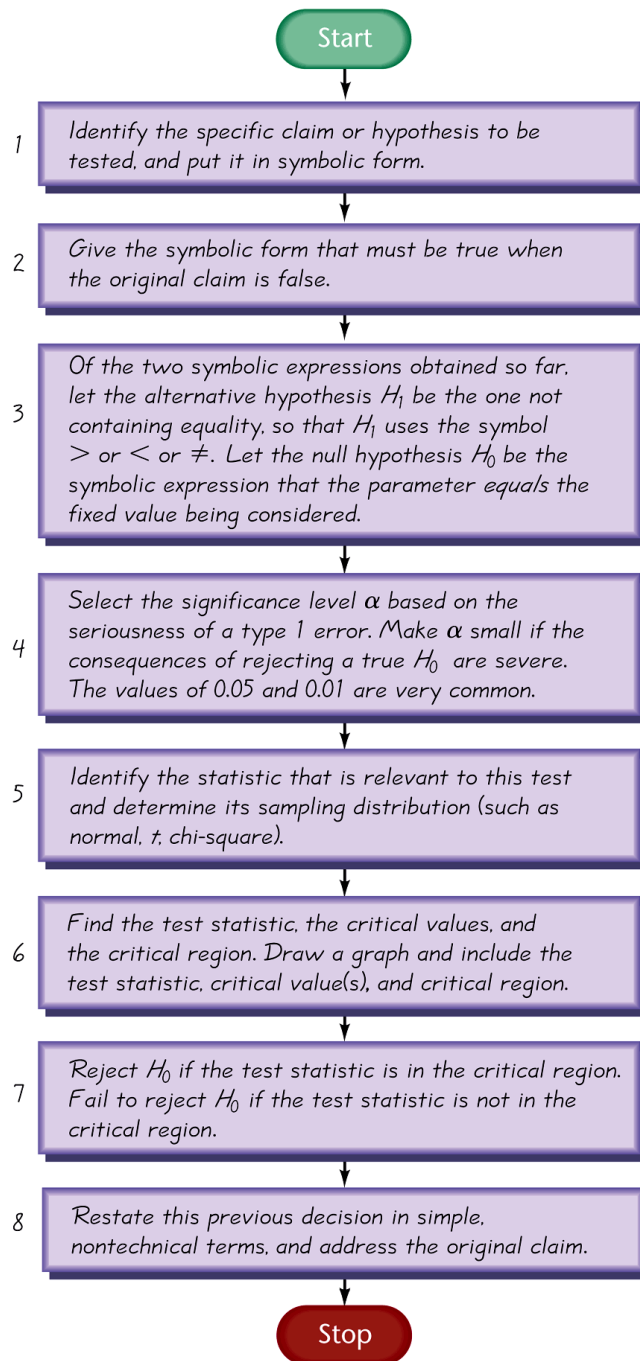 Start
1
Identify the specific claim or hypothesis to be
tested, and put it in symbolic form.
2
Give the symbolic form that must be true when
the original claim is false.
3
Of the two symbolic expressions obtained so far,
let the alternative hypothesis H₁ be the one not
containing equality, so that H₁ uses the symbol
> or < or ≠. Let the null hypothesis H₀ be the
symbolic expression that the parameter equals the
fixed value being considered.
4
Select the significance level α based on the
seriousness of a type 1 error. Make α small if the
consequences of rejecting a true H₀ are severe.
The values of 0.05 and 0.01 are very common.
5
Identify the statistic that is relevant to this test
and determine its sampling distribution (such as
normal, t, chi-square).
6
Find the test statistic, the critical values, and
the critical region. Draw a graph and include the
test statistic, critical value(s), and critical region.
7
Reject H₀ if the test statistic is in the critical region.
Fail to reject H₀ if the test statistic is not in the
critical region.
8
Restate this previous decision in simple,
nontechnical terms, and address the original claim.
Stop